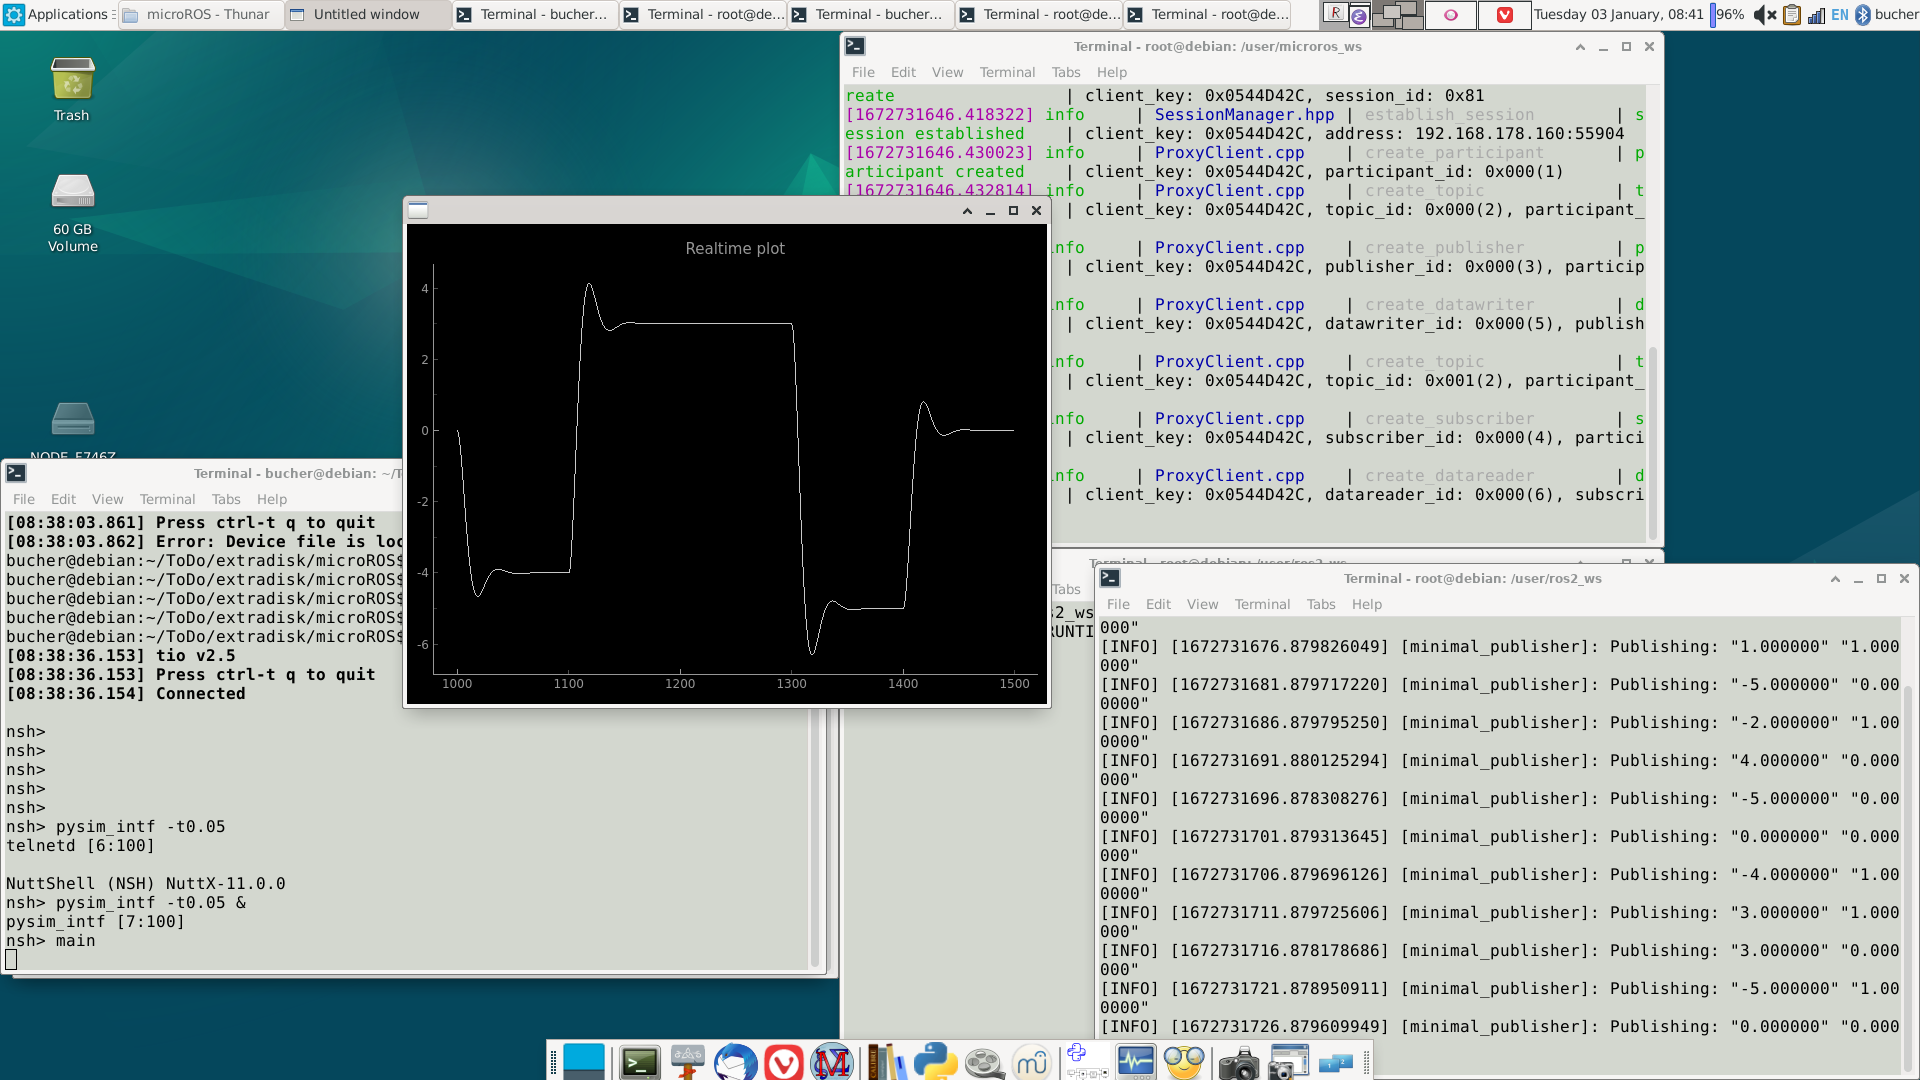 Applications
microROS - Thunar
Untitled window
Terminal - bucher...
Terminal - root@de...
Terminal - bucher...
Terminal - root@de...
Terminal - root@de...
Tuesday 03 January, 08:41
96%
EN
bucher
Trash
60 GB
Volume
Terminal - root@debian: /user/microros_ws
File Edit View Terminal Tabs Help
reate | client_key: 0x0544D42C, session_id: 0x81
[1672731646.418322] info | SessionManager.hpp | establish_session | s
ession established | client_key: 0x0544D42C, address: 192.168.178.160:55904
[1672731646.430023] info | ProxyClient.cpp | create_participant | p
articipant created | client_key: 0x0544D42C, participant_id: 0x000(1)
[1672731646.432814] info | ProxyClient.cpp | create_topic | t
| client_key: 0x0544D42C, topic_id: 0x000(2), participant_
nfo | ProxyClient.cpp | create_publisher | p
| client_key: 0x0544D42C, publisher_id: 0x000(3), particip
nfo | ProxyClient.cpp | create_datawriter | d
| client_key: 0x0544D42C, datawriter_id: 0x000(5), publish
nfo | ProxyClient.cpp | create_topic | t
| client_key: 0x0544D42C, topic_id: 0x001(2), participant_
nfo | ProxyClient.cpp | create_subscriber | s
| client_key: 0x0544D42C, subscriber_id: 0x000(4), partici
nfo | ProxyClient.cpp | create_datareader | d
| client_key: 0x0544D42C, datareader_id: 0x000(6), subscri
Realtime plot
4
2
0
-2
-4
-6
1000 1100 1200 1300 1400 1500
Terminal - bucher@debian: ~/T
File Edit View Terminal Tabs Help
[08:38:03.861] Press ctrl-t q to quit
[08:38:03.862] Error: Device file is loc
bucher@debian:~/ToDo/extradisk/microROS$
bucher@debian:~/ToDo/extradisk/microROS$
bucher@debian:~/ToDo/extradisk/microROS$
bucher@debian:~/ToDo/extradisk/microROS$
bucher@debian:~/ToDo/extradisk/microROS$
[08:38:36.153] tio v2.5
[08:38:36.153] Press ctrl-t q to quit
[08:38:36.154] Connected
nsh>
nsh>
nsh>
nsh>
nsh>
nsh> pysim_intf -t0.05
telnetd [6:100]
NuttShell (NSH) NuttX-11.0.0
nsh> pysim_intf -t0.05 &
pysim_intf [7:100]
nsh> main
Tabs
s2_ws
RUNTI
Terminal - root@debian: /user/ros2_ws
File Edit View Terminal Tabs Help
000"
[INFO] [1672731676.879826049] [minimal_publisher]: Publishing: "1.000000" "1.000
000"
[INFO] [1672731681.879717220] [minimal_publisher]: Publishing: "-5.000000" "0.00
0000"
[INFO] [1672731686.879795250] [minimal_publisher]: Publishing: "-2.000000" "1.00
0000"
[INFO] [1672731691.880125294] [minimal_publisher]: Publishing: "4.000000" "0.000
000"
[INFO] [1672731696.878308276] [minimal_publisher]: Publishing: "-5.000000" "0.00
0000"
[INFO] [1672731701.879313645] [minimal_publisher]: Publishing: "0.000000" "0.000
000"
[INFO] [1672731706.879696126] [minimal_publisher]: Publishing: "-4.000000" "1.00
0000"
[INFO] [1672731711.879725606] [minimal_publisher]: Publishing: "3.000000" "1.000
000"
[INFO] [1672731716.878178686] [minimal_publisher]: Publishing: "3.000000" "0.000
000"
[INFO] [1672731721.878950911] [minimal_publisher]: Publishing: "-5.000000" "1.00
0000"
[INFO] [1672731726.879609949] [minimal_publisher]: Publishing: "0.000000" "0.000